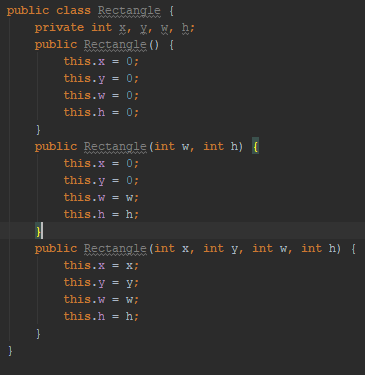 public class Rectangle {
    private int x, y, w, h;
    public Rectangle() {
        this.x = 0;
        this.y = 0;
        this.w = 0;
        this.h = 0;
    }
    public Rectangle(int w, int h) {
        this.x = 0;
        this.y = 0;
        this.w = w;
        this.h = h;
    }
    public Rectangle(int x, int y, int w, int h) {
        this.x = x;
        this.y = y;
        this.w = w;
        this.h = h;
    }
}